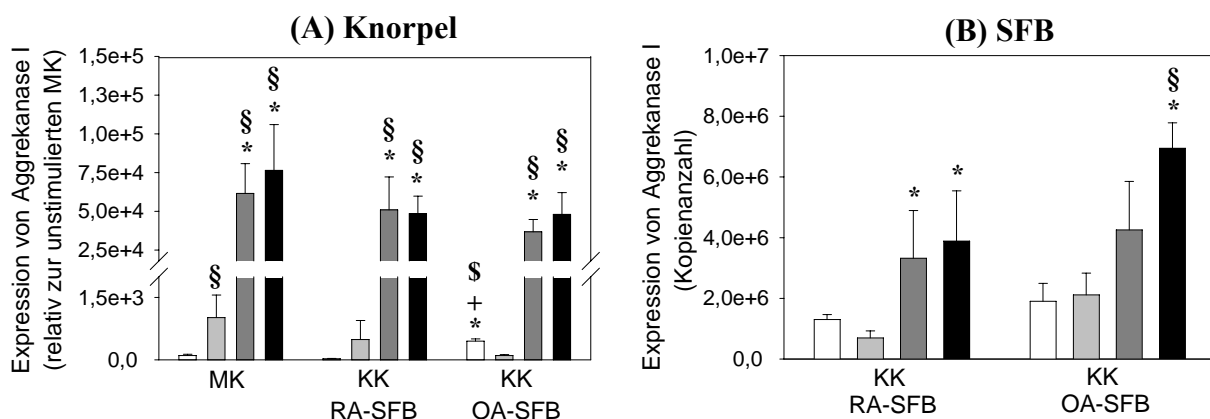 (A) Knorpel
Expression von Aggrekanase I
(relativ zur unstimulierten MK)
1,5e+5
1,3e+5
1,0e+5
7,5e+4
5,0e+4
2,5e+4
1,5e+3
0,0
§
§
*
§
*
§
*
§
*
$
+
*
§
*
§
*
MK
KK
RA-SFB
KK
OA-SFB
(B) SFB
Expression von Aggrekanase I
(Kopienanzahl)
1,0e+7
8,0e+6
6,0e+6
4,0e+6
2,0e+6
0,0
*
*
§
*
KK
RA-SFB
KK
OA-SFB